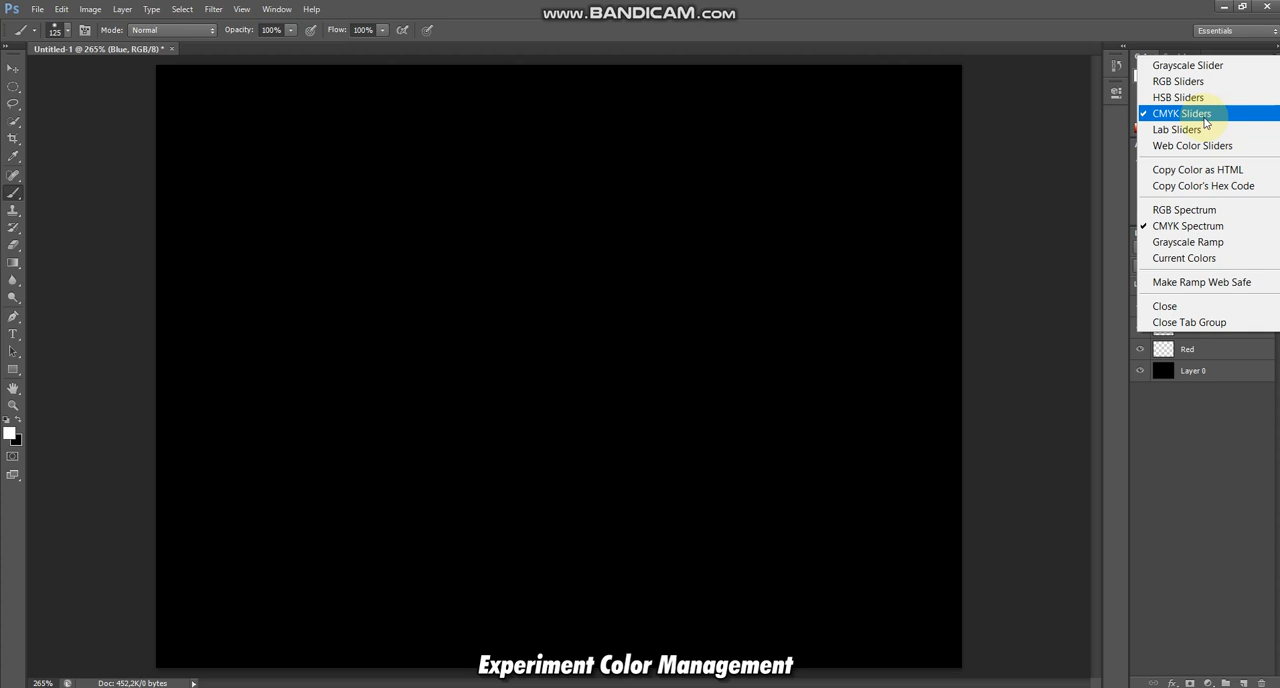 www.BANDICAM.com
Ps File Edit Image Layer Type Select Filter View Window Help
125 Mode: Normal Opacity: 100% Flow: 100% Essentials
Untitled-1 @ 265% (Blue, RGB/8) * ×
Grayscale Slider
RGB Sliders
HSB Sliders
CMYK Sliders
Lab Sliders
Web Color Sliders
Copy Color as HTML
Copy Color's Hex Code
RGB Spectrum
CMYK Spectrum
Grayscale Ramp
Current Colors
Make Ramp Web Safe
Close
Close Tab Group
Red
Layer 0
Experiment Color Management
265% Doc: 452,2K/0 bytes